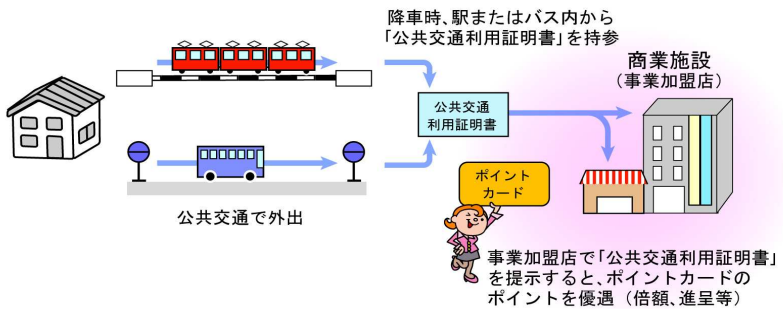 降車時、駅またはバス内から
「公共交通利用証明書」を持参
商業施設
（事業加盟店）
公共交通
利用証明書
ポイント
カード
公共交通で外出
事業加盟店で「公共交通利用証明書」
を提示すると、ポイントカードの
ポイントを優遇（倍額、進呈等）